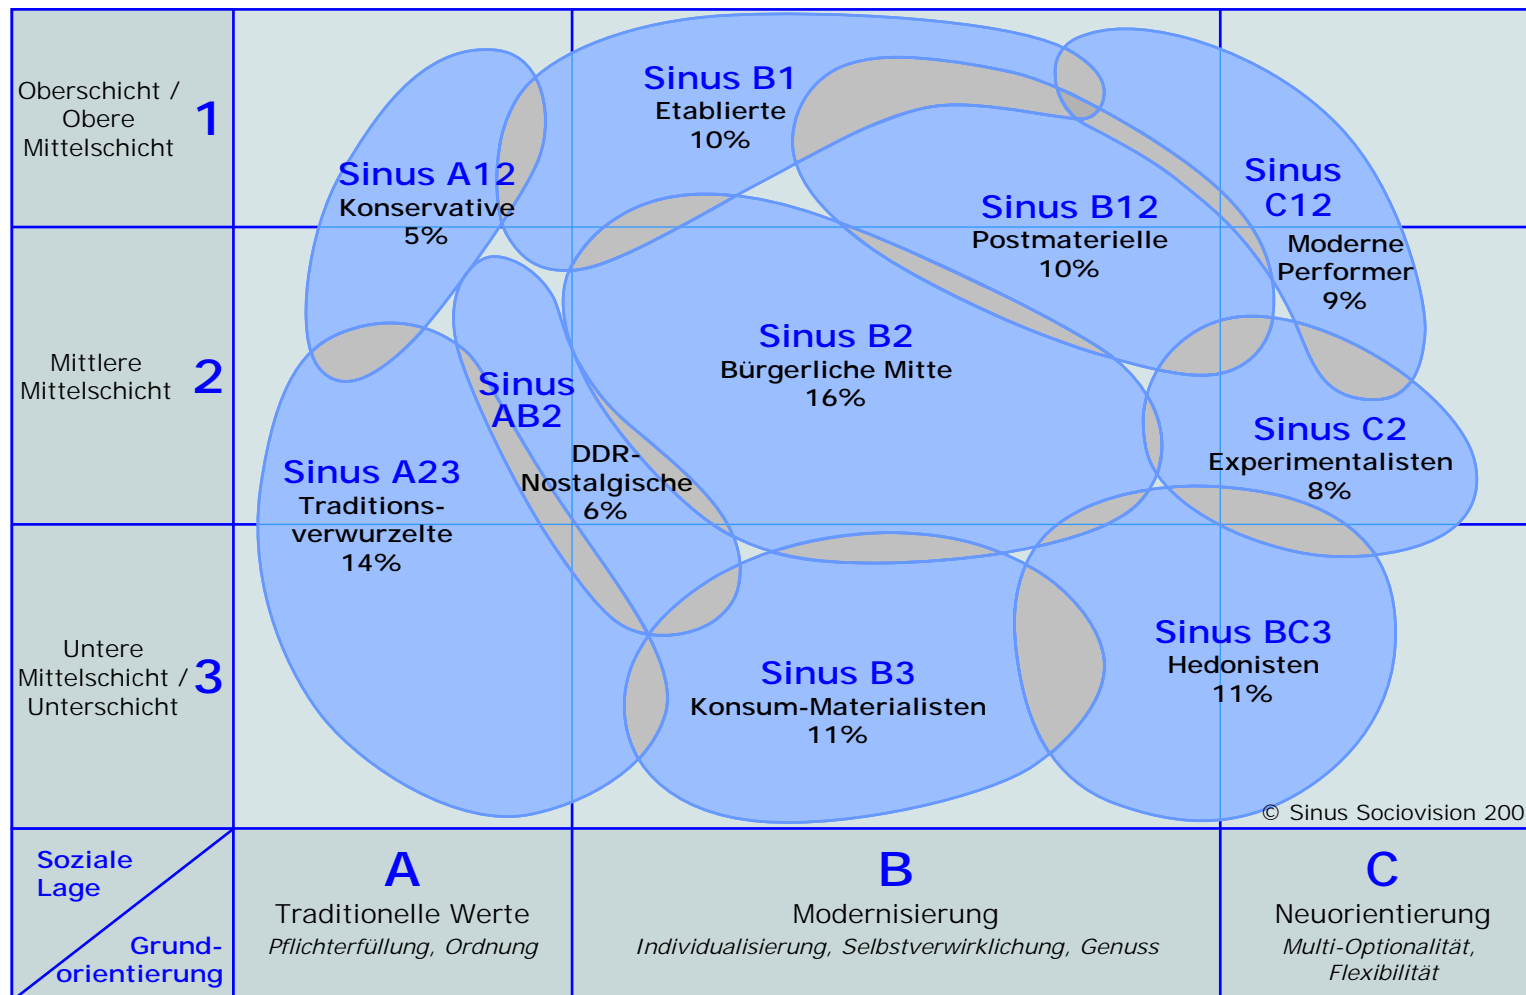 Oberschicht /
Obere
Mittelschicht
1
Sinus B1
Etablierte
10%
Sinus A12
Konservative
5%
Sinus B12
Postmaterielle
10%
Sinus
C12
Moderne
Performer
9%
Mittlere
Mittelschicht
2
Sinus B2
Bürgerliche Mitte
16%
Sinus
AB2
DDR-
Nostalgische
6%
Sinus A23
Traditions-
verwurzelte
14%
Sinus C2
Experimentalisten
8%
Untere
Mittelschicht /
Unterschicht
3
Sinus B3
Konsum-Materialisten
11%
Sinus BC3
Hedonisten
11%
© Sinus Sociovision 200
Soziale
Lage
Grund-
orientierung
A
Traditionelle Werte
Pflichterfüllung, Ordnung
B
Modernisierung
Individualisierung, Selbstverwirklichung, Genuss
C
Neuorientierung
Multi-Optionalität,
Flexibilität